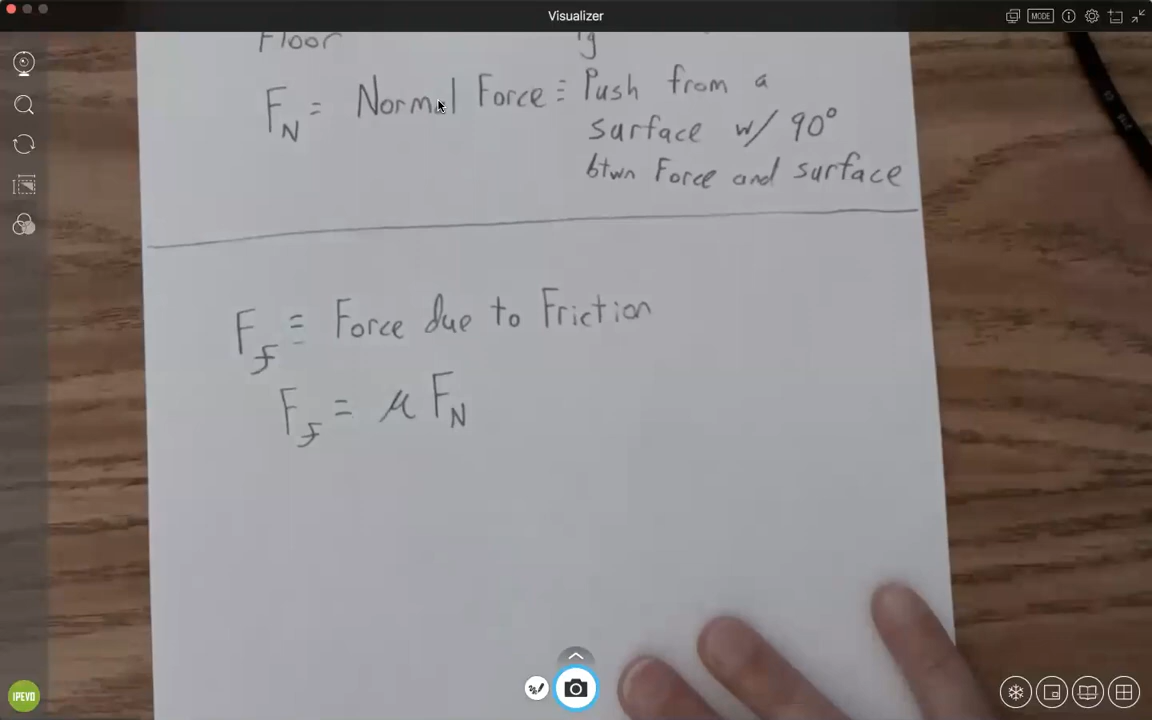 Visualizer
MODE
Floor
F_N = Normal Force ≡ Push from a
surface w/ 90°
btwn Force and surface
F_f ≡ Force due to Friction
F_f = μ F_N
IPEVO